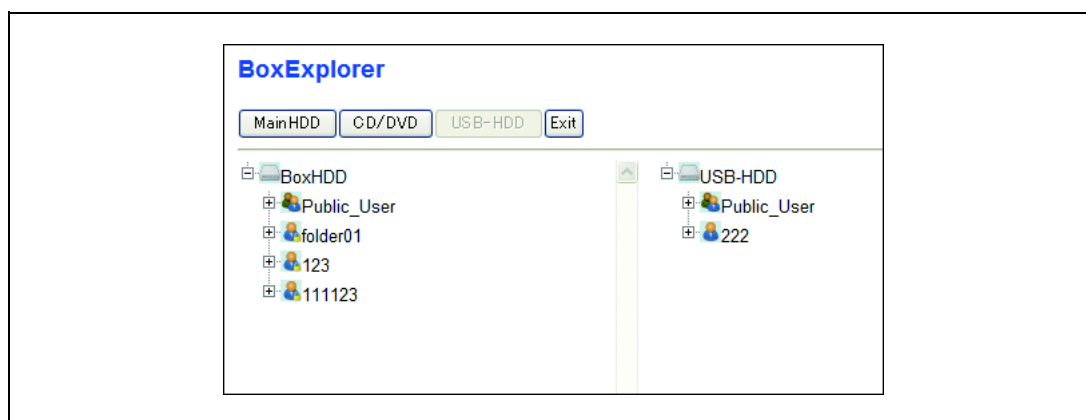 BoxExplorer
MainHDD CD/DVD USB-HDD Exit
BoxHDD
Public_User
folder01
123
111123
USB-HDD
Public_User
222